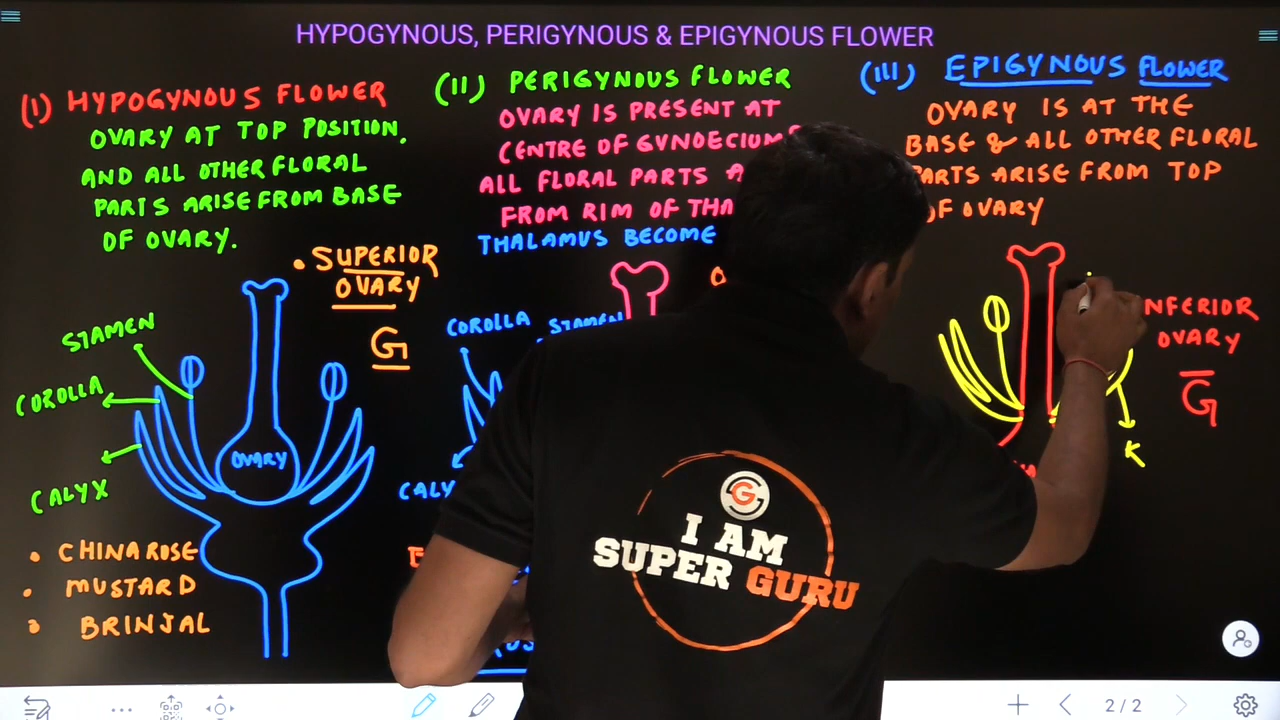 HYPOGYNOUS, PERIGYNOUS & EPIGYNOUS FLOWER
(I) HYPOGYNOUS FLOWER
OVARY AT TOP POSITION.
AND ALL OTHER FLORAL
PARTS ARISE FROM BASE
OF OVARY.
• SUPERIOR
OVARY
G
STAMEN
COROLLA
CALYX
OVARY
• CHINAROSE
• MUSTARD
BRINJAL
(II) PERIGYNOUS FLOWER
OVARY IS PRESENT AT
CENTRE OF GYNOECIUM
ALL FLORAL PARTS
FROM RIM OF THA
THALAMUS BECOME
COROLLA
STAMEN
CALY
(III) EPIGYNOUS FLOWER
OVARY IS AT THE
BASE & ALL OTHER FLORAL
PARTS ARISE FROM TOP
OF OVARY
NFERIOR
OVARY
G
K
I AM
SUPER GURU
2/2